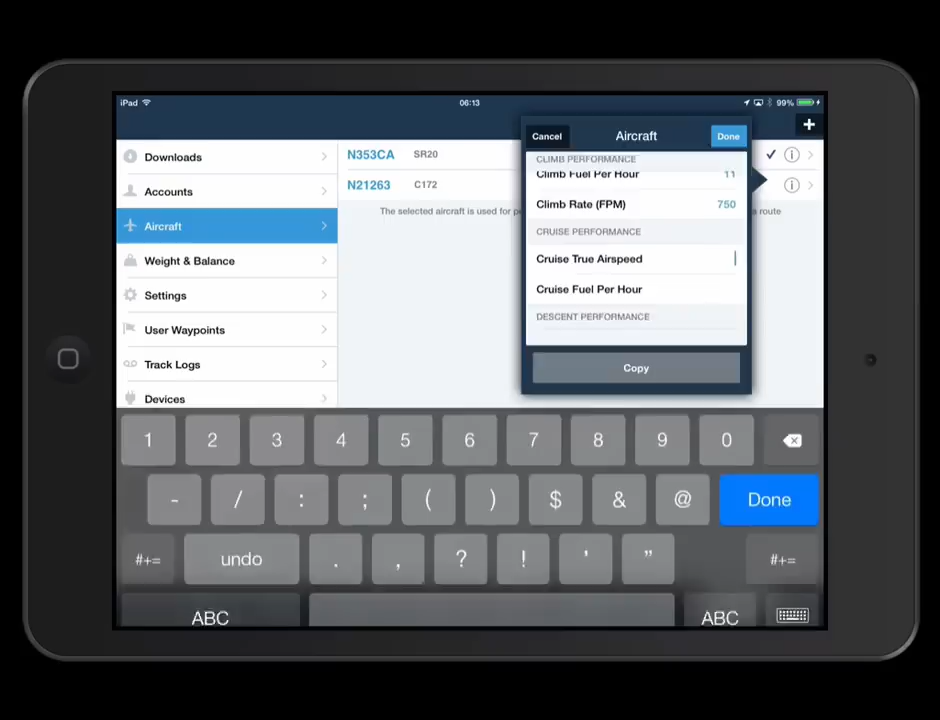 iPad 06:13 99%
Cancel Aircraft Done
+
Downloads
Accounts
Aircraft
Weight & Balance
Settings
User Waypoints
Track Logs
Devices
N353CA SR20
N21263 C172
The selected aircraft is used for pe
a route
CLIMB PERFORMANCE
Climb Fuel Per Hour 11
Climb Rate (FPM) 750
CRUISE PERFORMANCE
Cruise True Airspeed
Cruise Fuel Per Hour
DESCENT PERFORMANCE
Copy
1 2 3 4 5 6 7 8 9 0
- / : ; ( ) $ & @ Done
#+= undo . , ? ! ' " #+=
ABC ABC